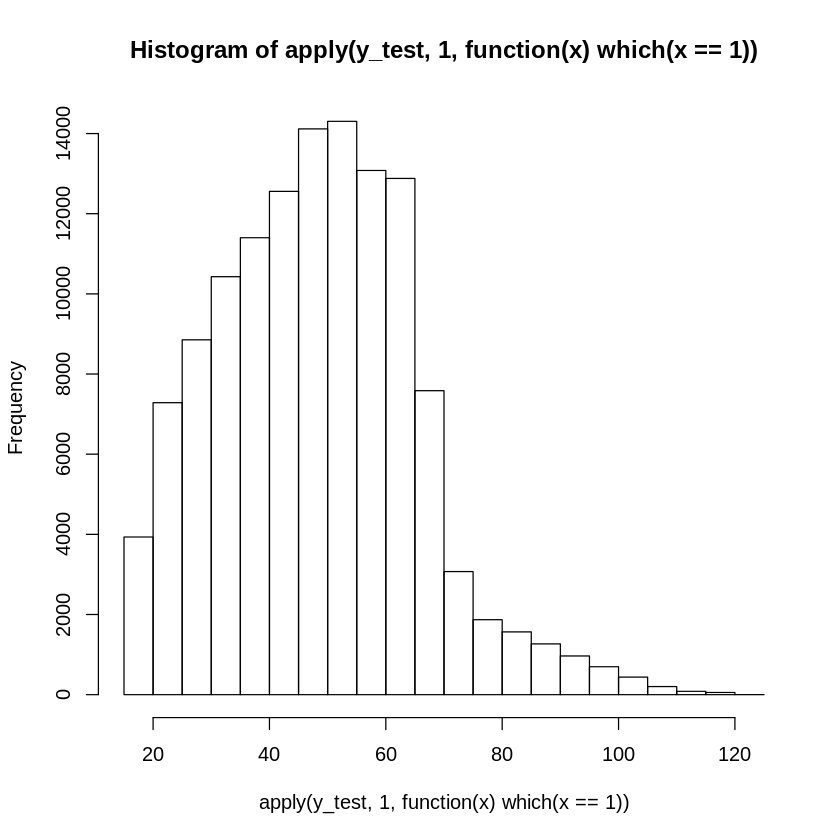 Histogram of apply(y_test, 1, function(x) which(x == 1))
Frequency
14000
12000
10000
8000
6000
4000
2000
0
20 40 60 80 100 120
apply(y_test, 1, function(x) which(x == 1))